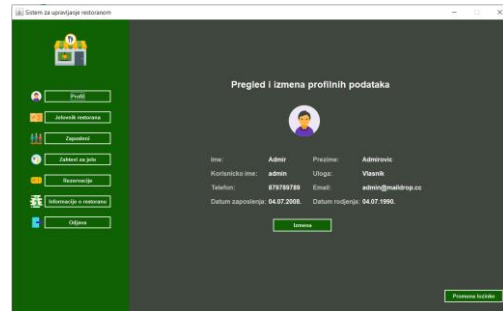 Sistem za upravljanje restoranom
Profil
Jelovnik restorana
Zaposleni
Zahtevi za jelo
Rezervacije
Informacije o restoranu
Odjava
Pregled i izmena profilnih podataka
Ime: Admir Prezime: Admirovic
Korisnicko ime: admin Uloga: Vlasnik
Telefon: 879789789 Email: admin@maildrop.cc
Datum zaposlenja: 04.07.2008. Datum rodjenja: 04.07.1990.
Izmena
Promena lozinke